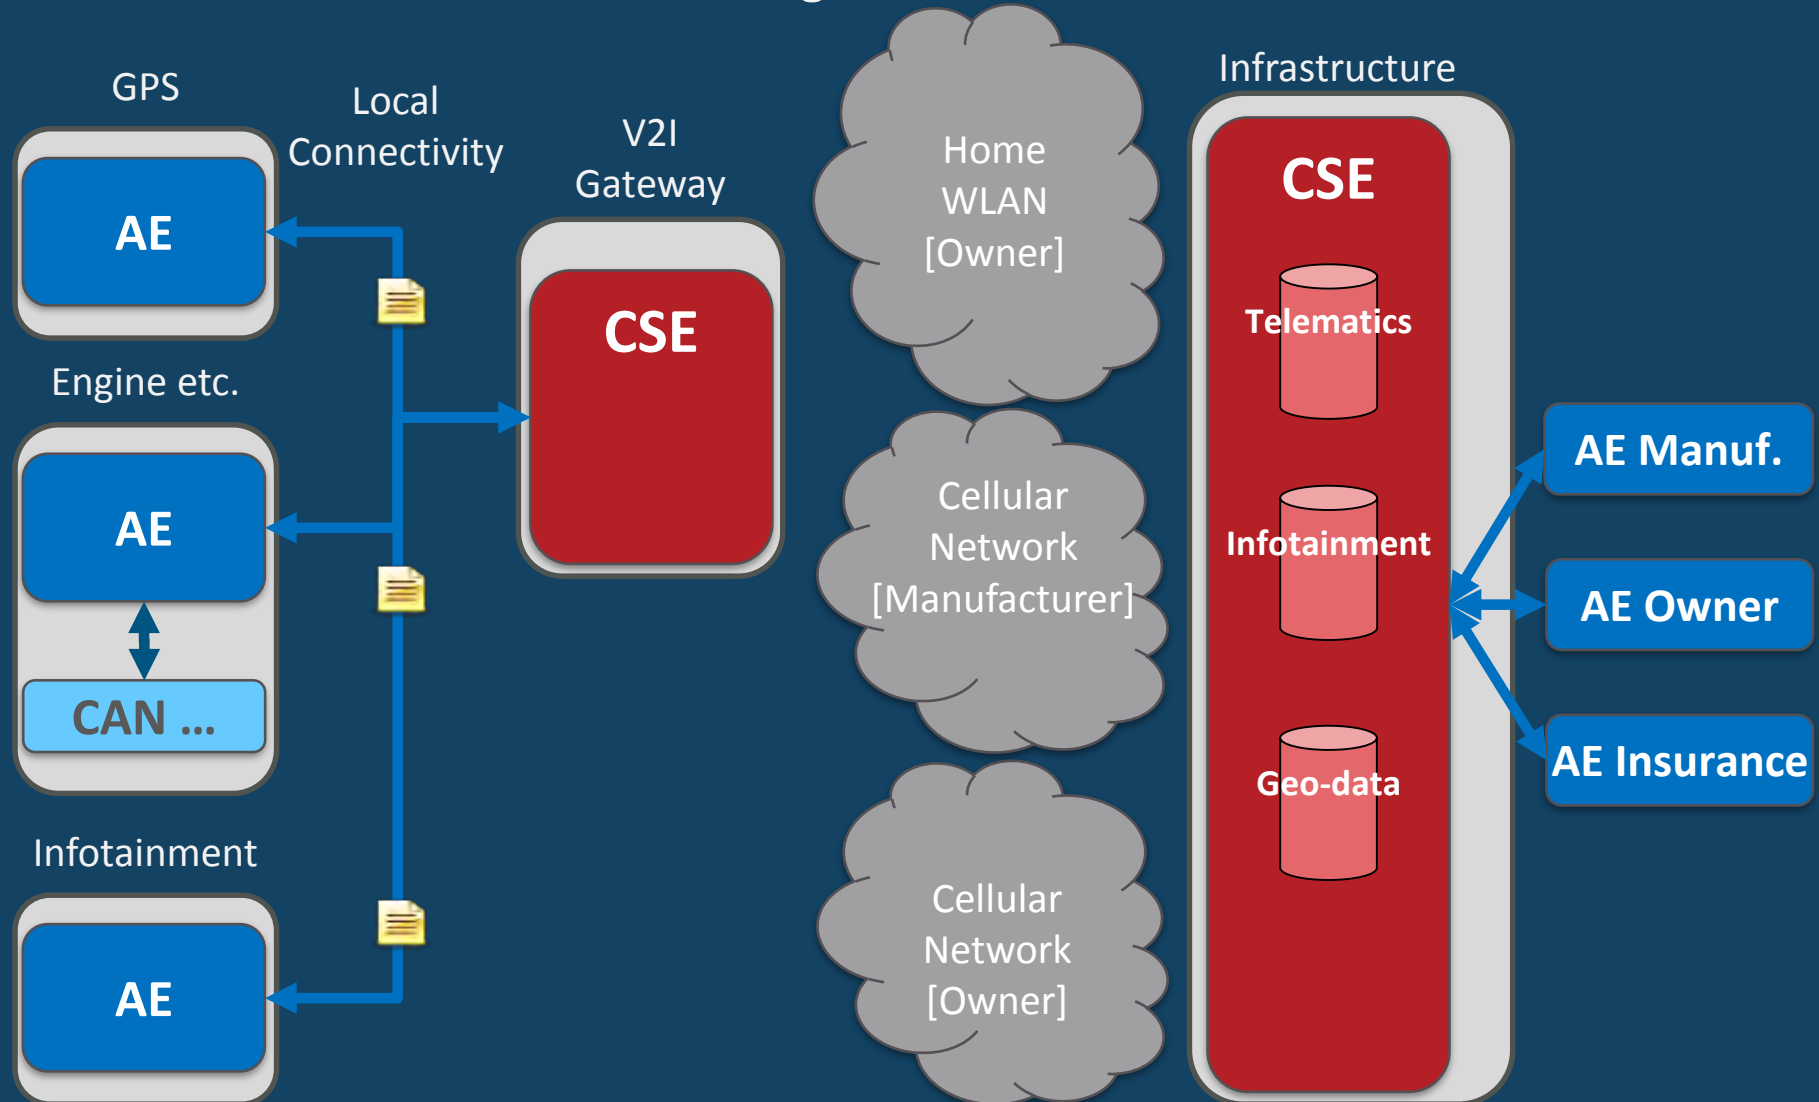 GPS
AE
Local
Connectivity
V2I
Gateway
CSE
Engine etc.
AE
CAN ...
Infotainment
AE
Home
WLAN
[Owner]
Cellular
Network
[Manufacturer]
Cellular
Network
[Owner]
Infrastructure
CSE
Telematics
Infotainment
Geo-data
AE Manuf.
AE Owner
AE Insurance